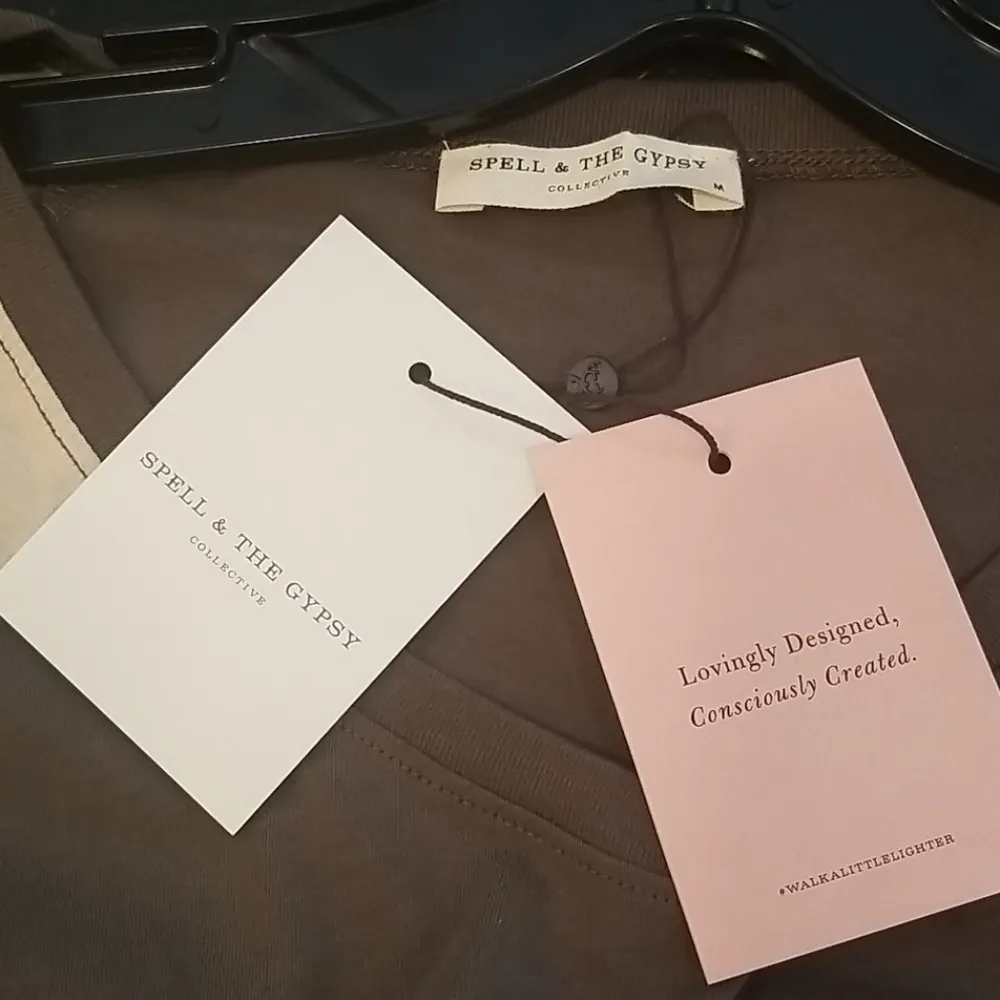 SPELL & THE GYPSY
COLLECTIVE
M
SPELL & THE GYPSY
COLLECTIVE
Lovingly Designed,
Consciously Created.
#WALKALITTLELIGHTER